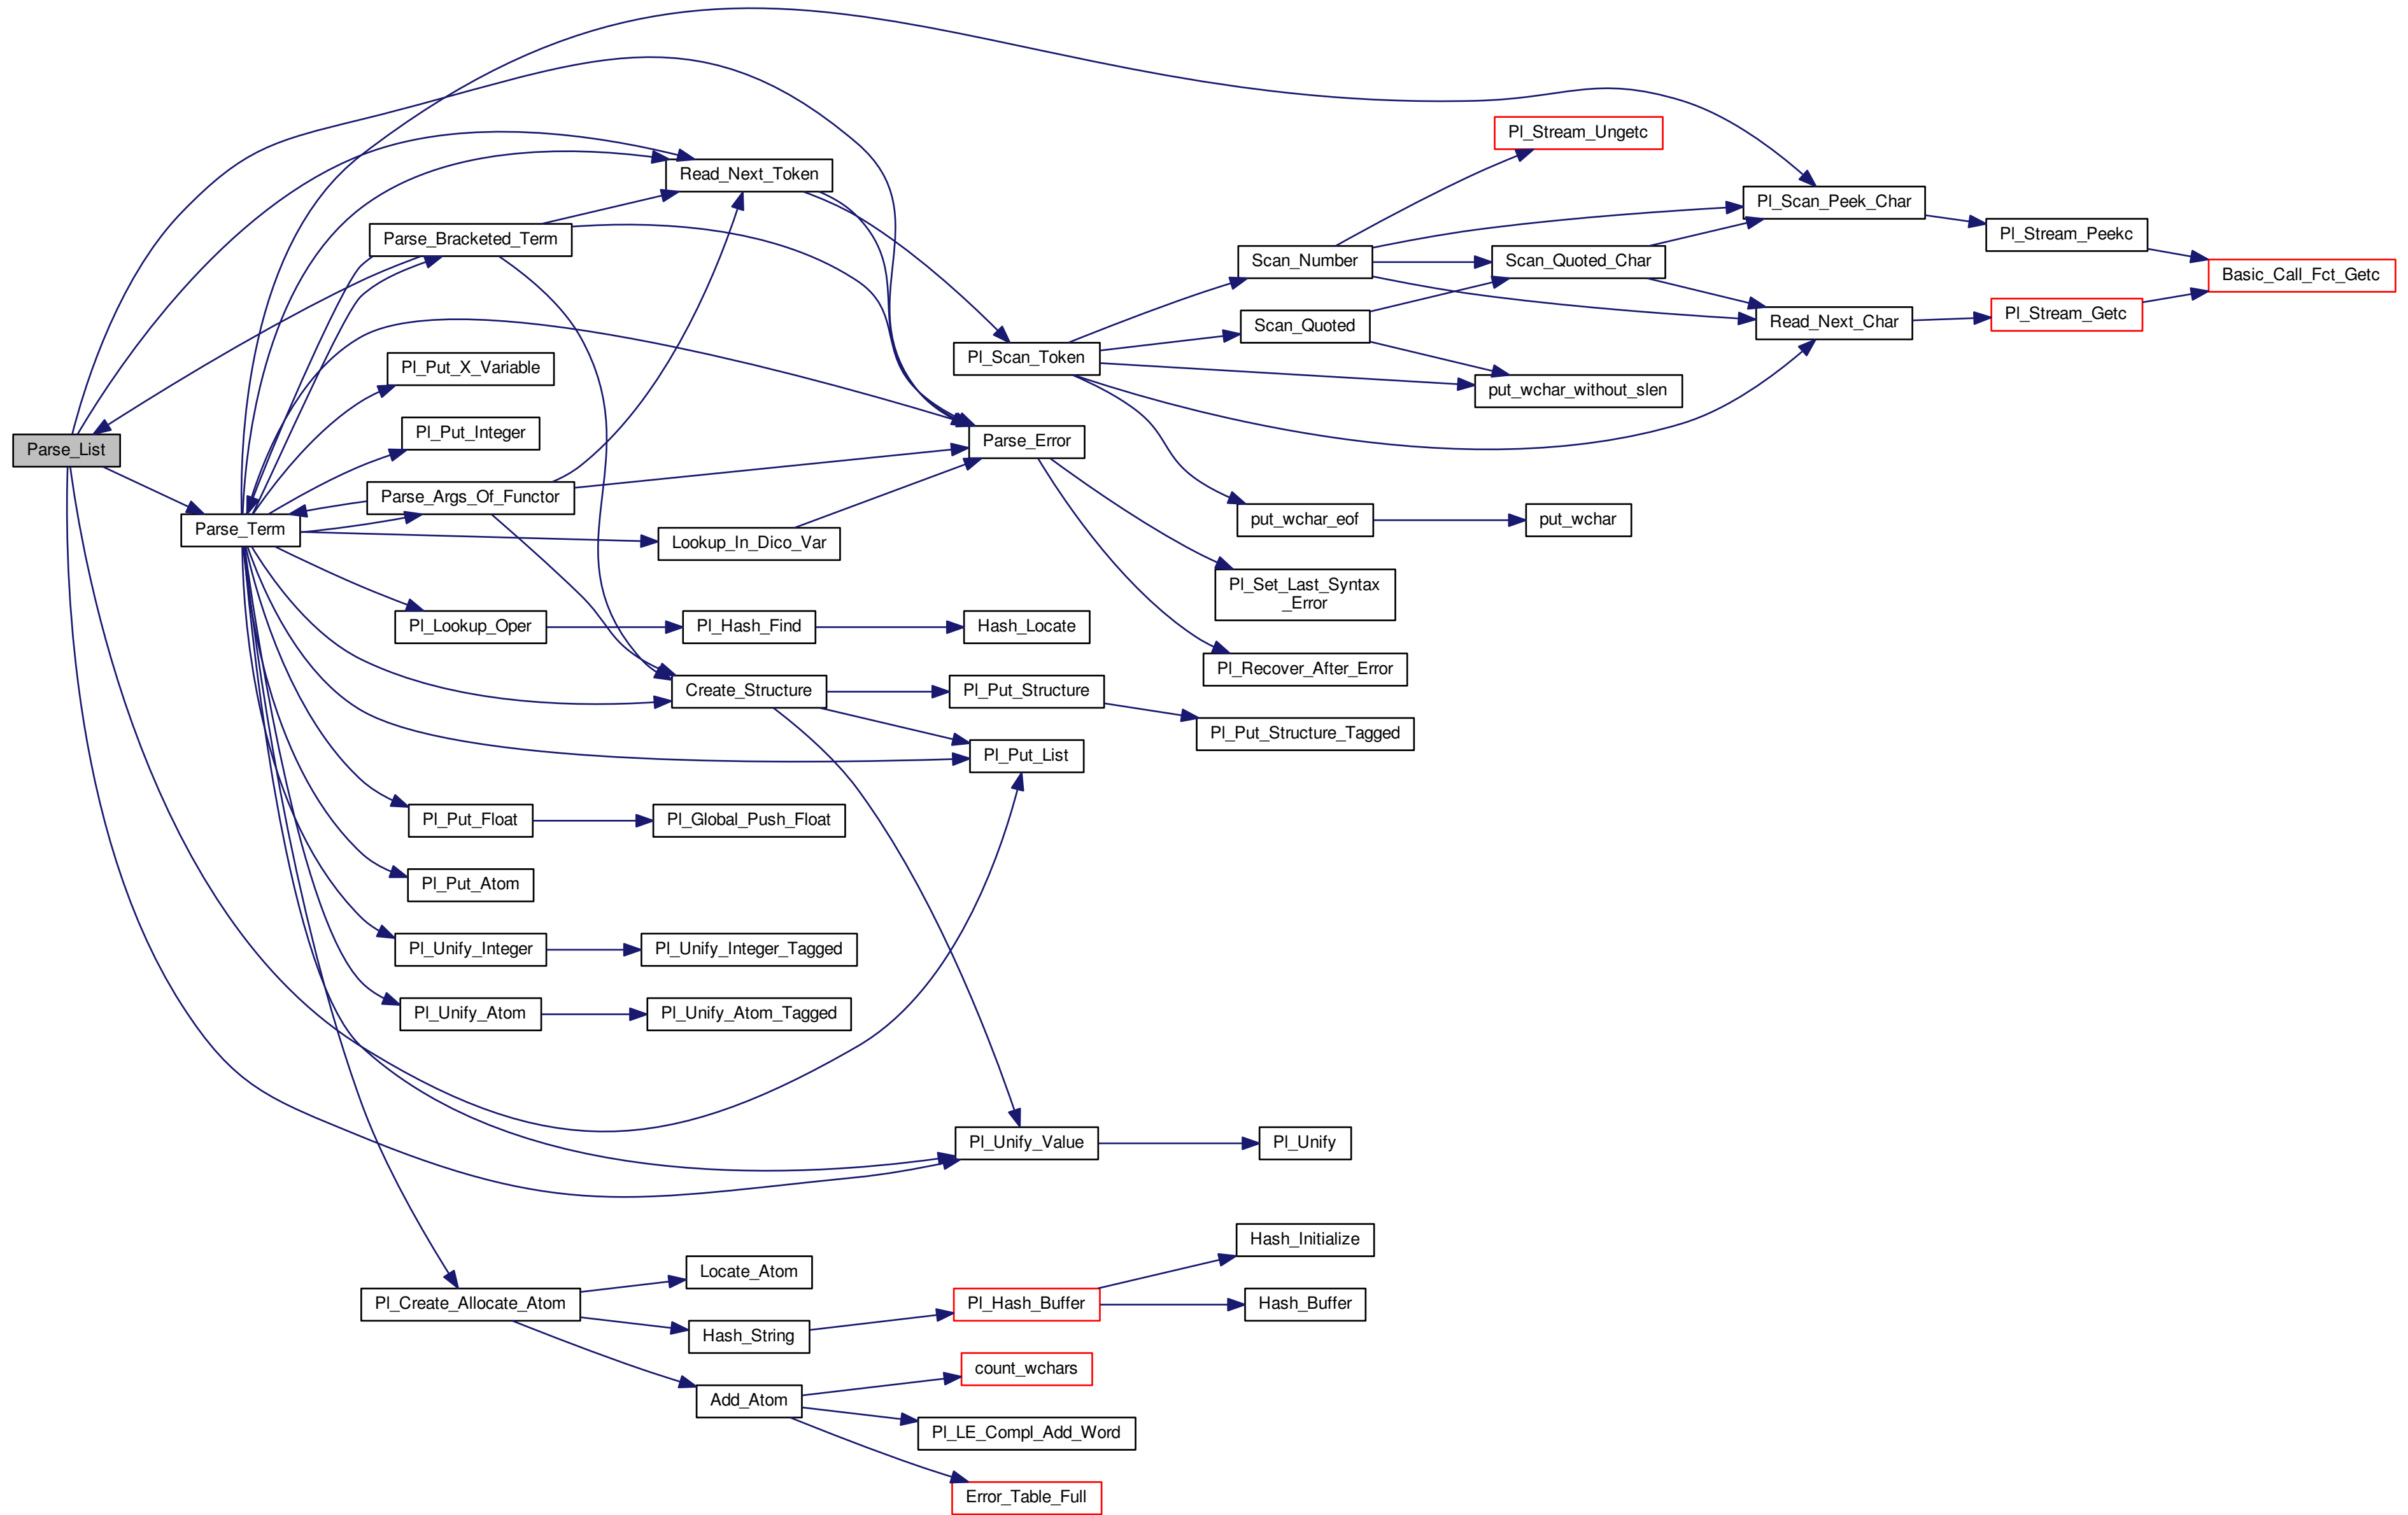 Pl_Stream_Ungetc
Read_Next_Token
Pl_Scan_Peek_Char
Parse_Bracketed_Term
Pl_Stream_Peekc
Scan_Number
Scan_Quoted_Char
Basic_Call_Fct_Getc
Pl_Stream_Getc
Read_Next_Char
Scan_Quoted
Pl_Scan_Token
Pl_Put_X_Variable
put_wchar_without_slen
Pl_Put_Integer
Parse_Error
Parse_List
Parse_Args_Of_Functor
put_wchar_eof
put_wchar
Parse_Term
Lookup_In_Dico_Var
Pl_Set_Last_Syntax
_Error
Pl_Lookup_Oper
Pl_Hash_Find
Hash_Locate
Pl_Recover_After_Error
Create_Structure
Pl_Put_Structure
Pl_Put_Structure_Tagged
Pl_Put_List
Pl_Put_Float
Pl_Global_Push_Float
Pl_Put_Atom
Pl_Unify_Integer
Pl_Unify_Integer_Tagged
Pl_Unify_Atom
Pl_Unify_Atom_Tagged
Pl_Unify_Value
Pl_Unify
Hash_Initialize
Locate_Atom
Pl_Create_Allocate_Atom
Pl_Hash_Buffer
Hash_Buffer
Hash_String
count_wchars
Add_Atom
Pl_LE_Compl_Add_Word
Error_Table_Full